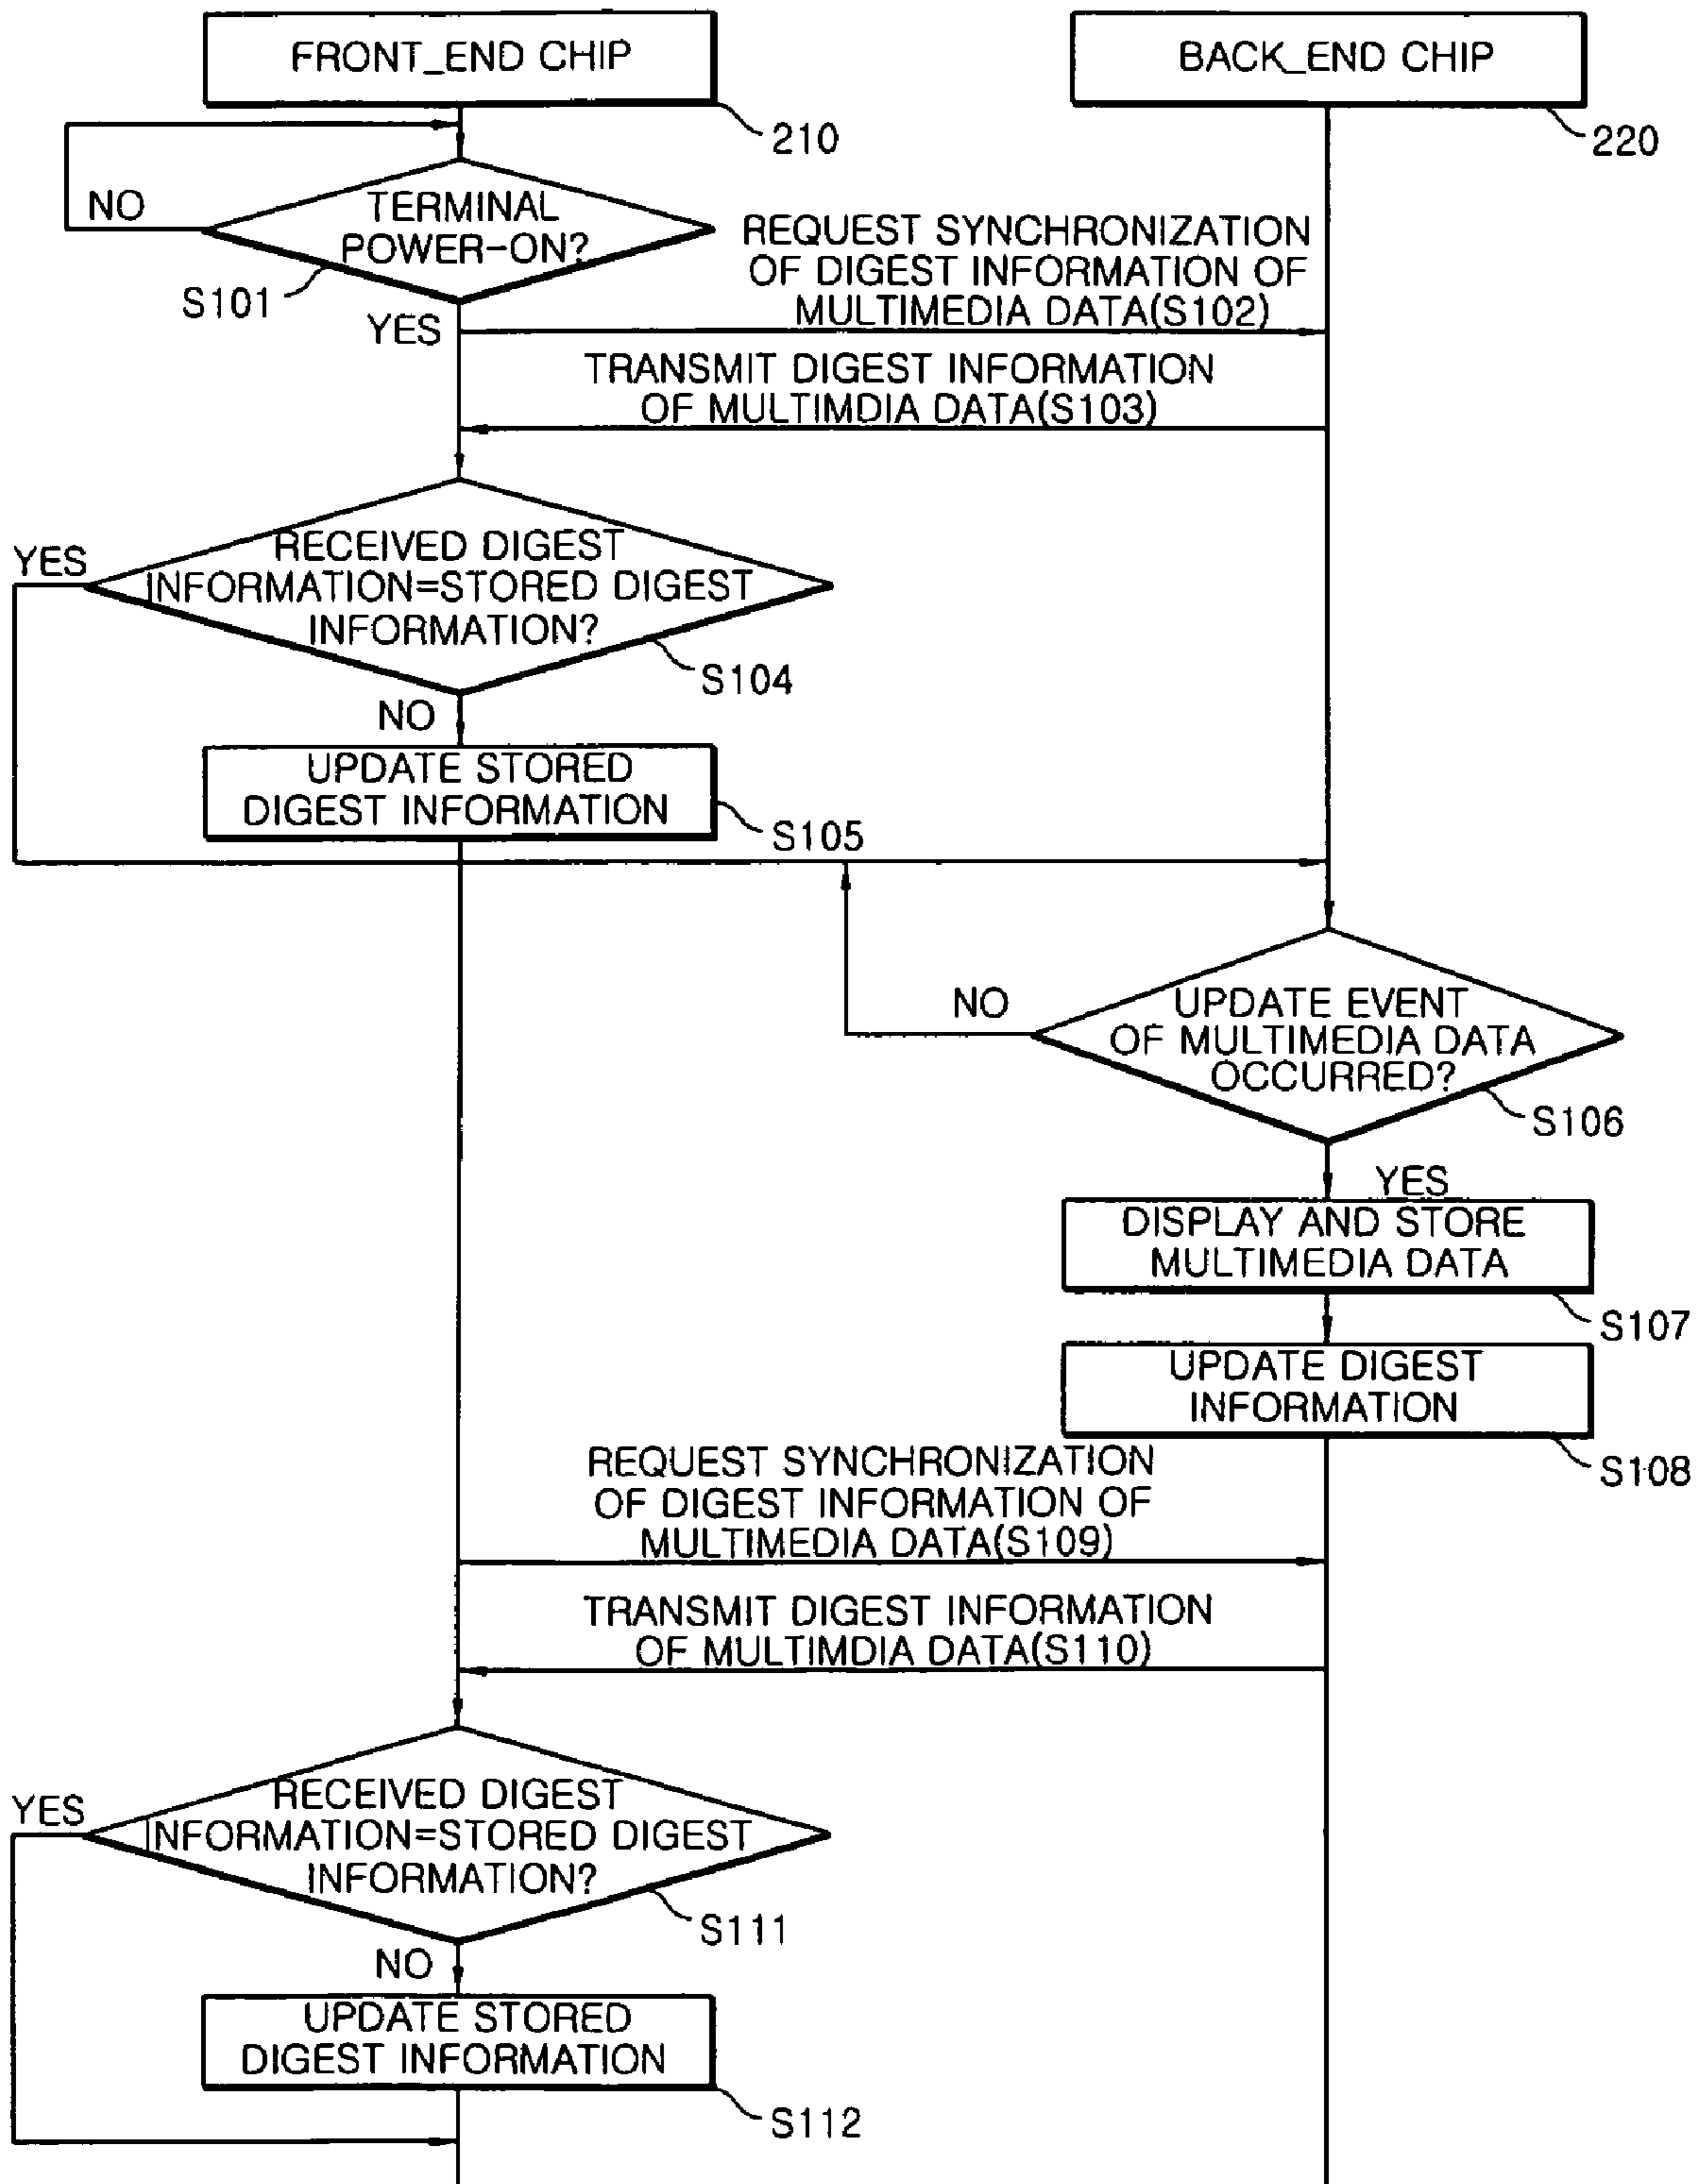 FRONT_END CHIP
BACK_END CHIP
210
220
NO
TERMINAL
POWER-ON?
S101
YES
REQUEST SYNCHRONIZATION
OF DIGEST INFORMATION OF
MULTIMEDIA DATA(S102)
TRANSMIT DIGEST INFORMATION
OF MULTIMDIA DATA(S103)
YES
RECEIVED DIGEST
INFORMATION=STORED DIGEST
INFORMATION?
S104
NO
UPDATE STORED
DIGEST INFORMATION
S105
NO
UPDATE EVENT
OF MULTIMEDIA DATA
OCCURRED?
S106
YES
DISPLAY AND STORE
MULTIMEDIA DATA
S107
UPDATE DIGEST
INFORMATION
S108
REQUEST SYNCHRONIZATION
OF DIGEST INFORMATION OF
MULTIMEDIA DATA(S109)
TRANSMIT DIGEST INFORMATION
OF MULTIMDIA DATA(S110)
YES
RECEIVED DIGEST
INFORMATION=STORED DIGEST
INFORMATION?
S111
NO
UPDATE STORED
DIGEST INFORMATION
S112